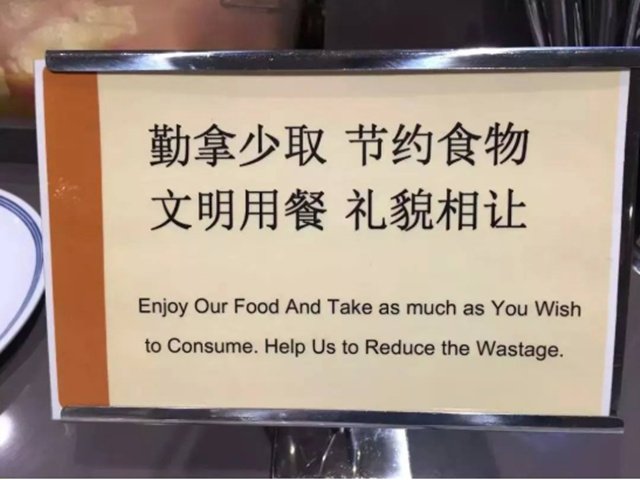 勤拿少取 节约食物
文明用餐 礼貌相让
Enjoy Our Food And Take as much as You Wish
to Consume. Help Us to Reduce the Wastage.